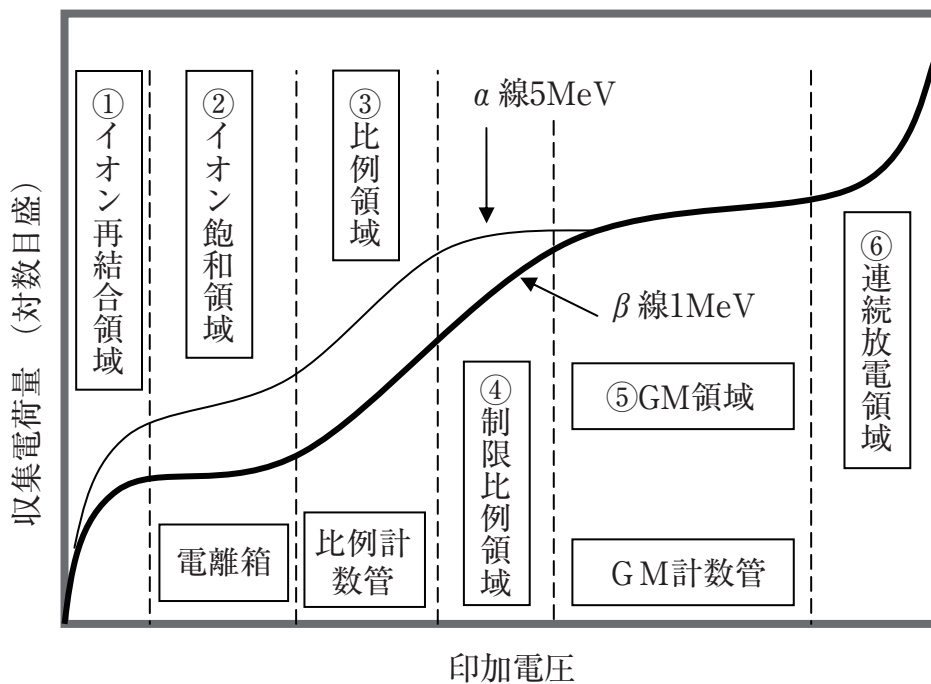 ①イオン再結合領域
②イオン飽和領域
③比例領域
α線5MeV
β線1MeV
④制限比例領域
⑤GM領域
⑥連続放電領域
電離箱
比例計
数管
GM計数管
収集電荷量（対数目盛）
印加電圧